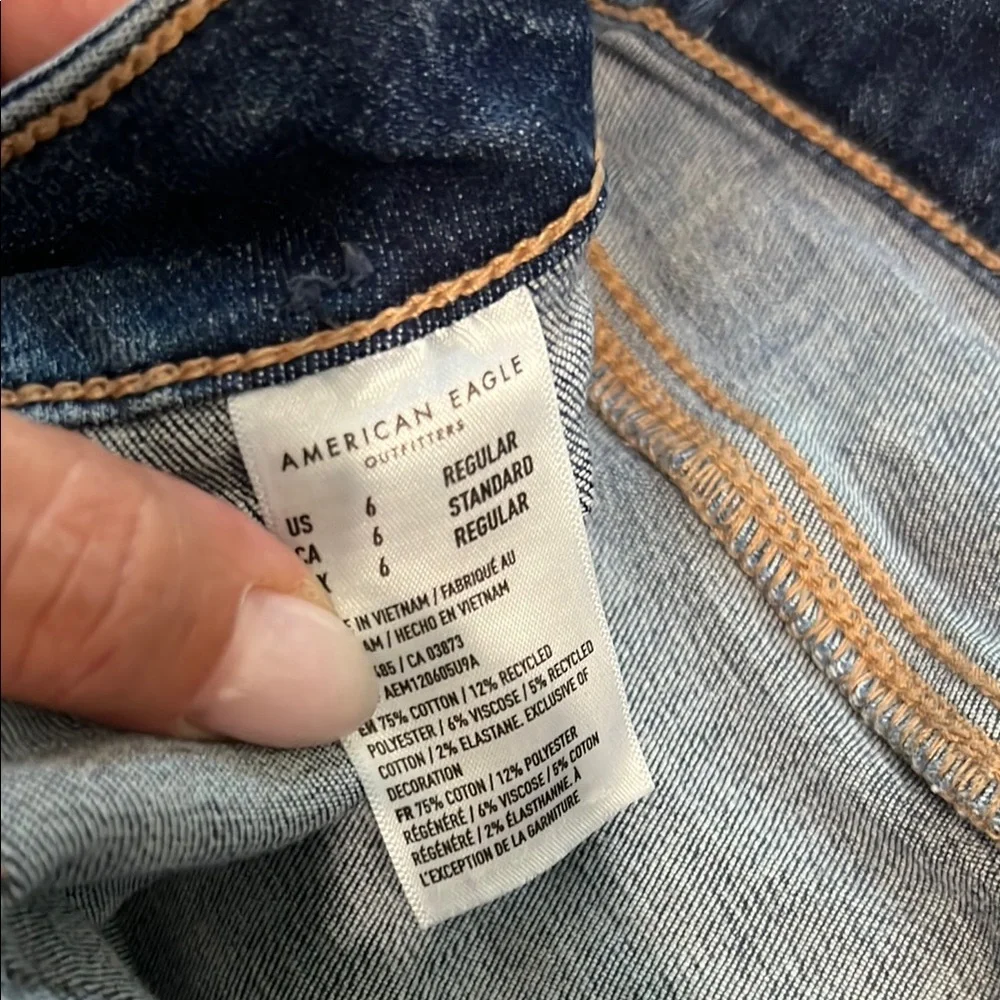 AMERICAN EAGLE
OUTFITTERS
US 6 REGULAR
CA 6 STANDARD
6 REGULAR
IN VIETNAM / FABRIQUÉ AU
/ HECHO EN VIETNAM
/ CA 03873
AEM120605U9A
EN 75% COTTON / 12% RECYCLED
POLYESTER / 6% VISCOSE / 5% RECYCLED
COTTON / 2% ELASTANE, EXCLUSIVE OF
DECORATION
FR 75% COTON / 12% POLYESTER
RÉGÉNÉRÉ / 6% VISCOSE / 5% COTON
RÉGÉNÉRÉ / 2% ÉLASTHANNE, À
L'EXCEPTION DE LA GARNITURE